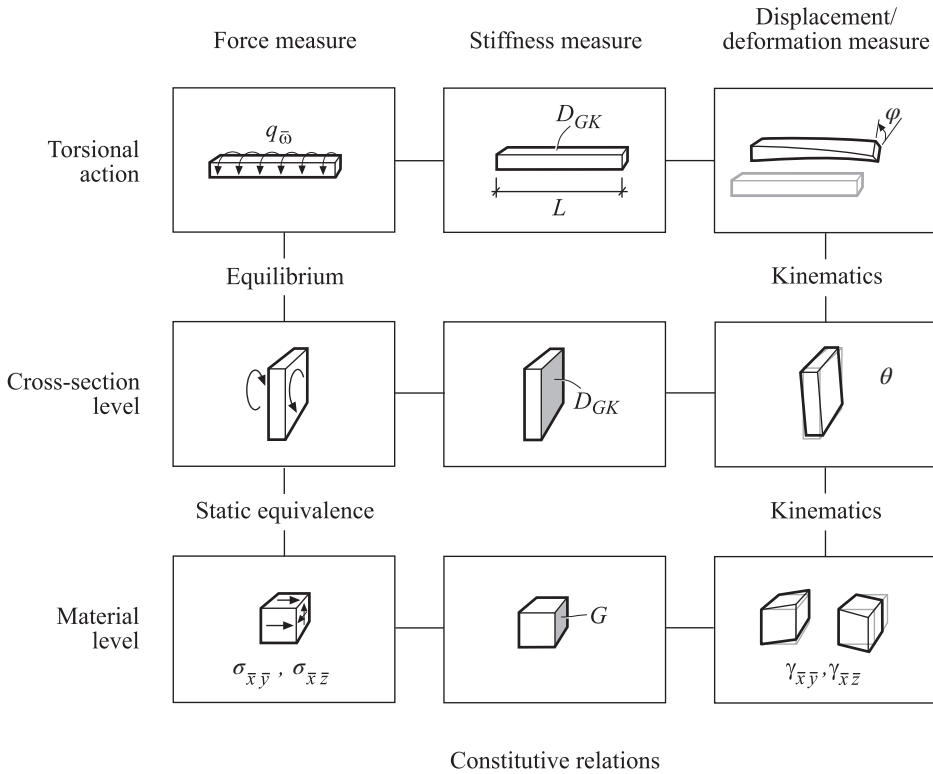 Force measure
Stiffness measure
Displacement/
deformation measure
Torsional
action
q_ω̄
D_GK
L
φ
Equilibrium
Kinematics
Cross-section
level
D_GK
θ
Static equivalence
Kinematics
Material
level
σ_x̄ȳ , σ_x̄z̄
G
γ_x̄ȳ,γ_x̄z̄
Constitutive relations